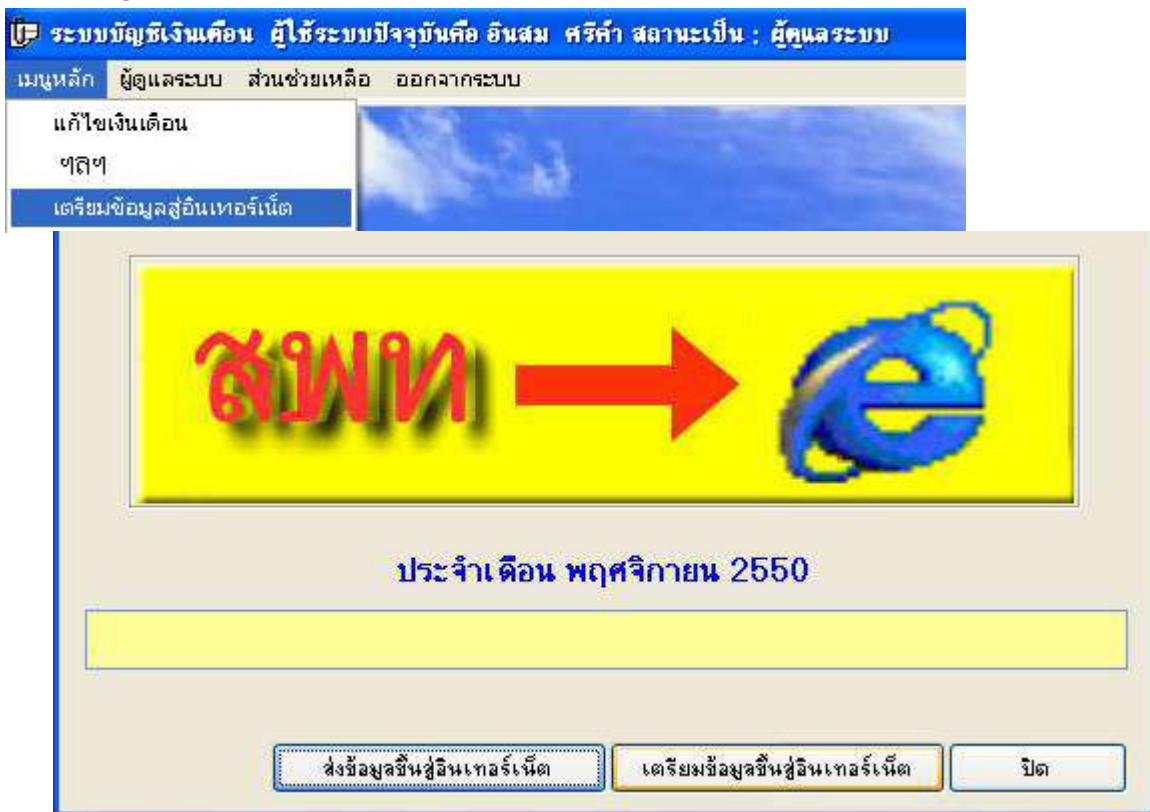 ระบบบัญชีเงินเดือน ผู้ใช้ระบบปัจจุบันคือ อินสม ศรีคำ สถานะเป็น : ผู้ดูแลระบบ
เมนูหลัก ผู้ดูแลระบบ ส่วนช่วยเหลือ ออกจากระบบ
แก้ไขเงินเดือน
ฯลฯ
เตรียมข้อมูลสู่อินเทอร์เน็ต
สพท
ประจำเดือน พฤศจิกายน 2550
ส่งข้อมูลขึ้นสู่อินเทอร์เน็ต เตรียมข้อมูลขึ้นสู่อินเทอร์เน็ต ปิด